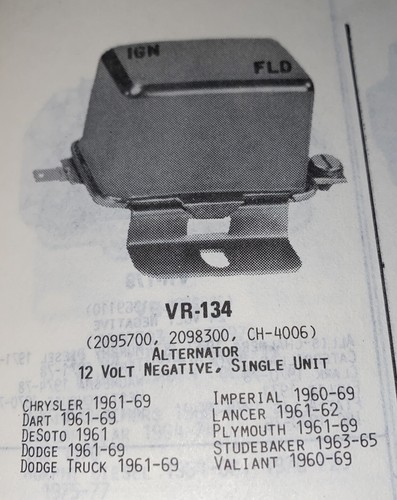 IGN
FLD
VR-134
(2095700, 2098300, CH-4006)
ALTERNATOR
12 VOLT NEGATIVE, SINGLE UNIT
CHRYSLER 1961-69
DART 1961-69
DESOTO 1961
DODGE 1961-69
DODGE TRUCK 1961-69
IMPERIAL 1960-69
LANCER 1961-62
PLYMOUTH 1961-69
STUDEBAKER 1963-65
VALIANT 1960-69